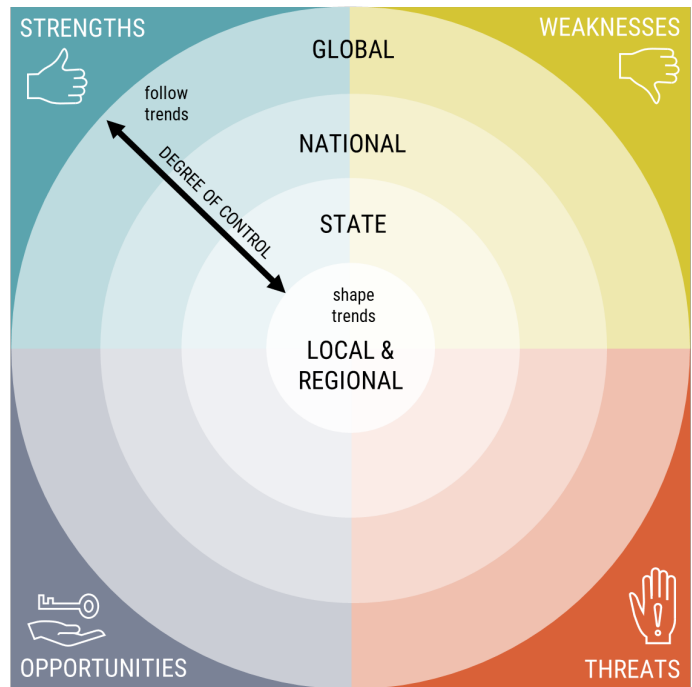 STRENGTHS
WEAKNESSES
GLOBAL
follow
trends
NATIONAL
DEGREE OF CONTROL
STATE
shape
trends
LOCAL &
REGIONAL
OPPORTUNITIES
THREATS